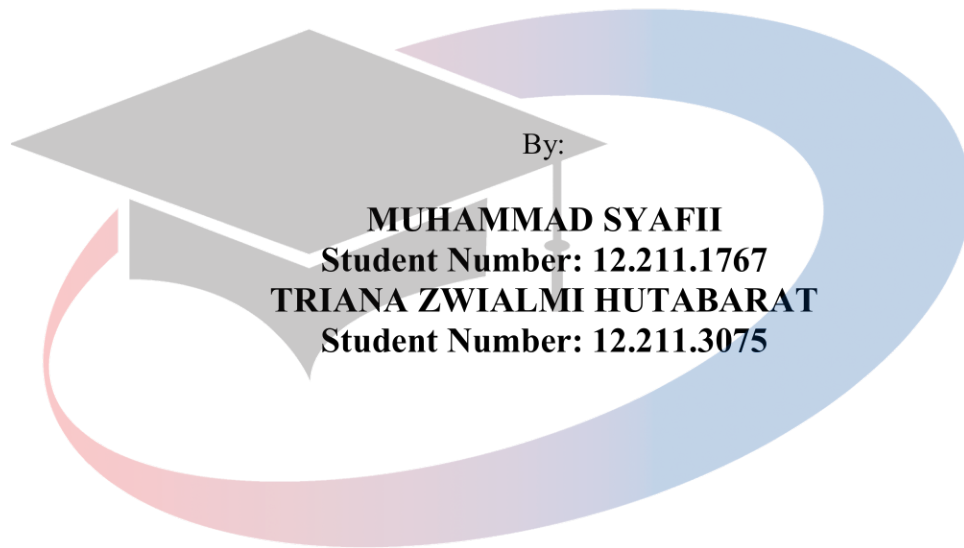 By:
MUHAMMAD SYAFII
Student Number: 12.211.1767
TRIANA ZWIALMI HUTABARAT
Student Number: 12.211.3075